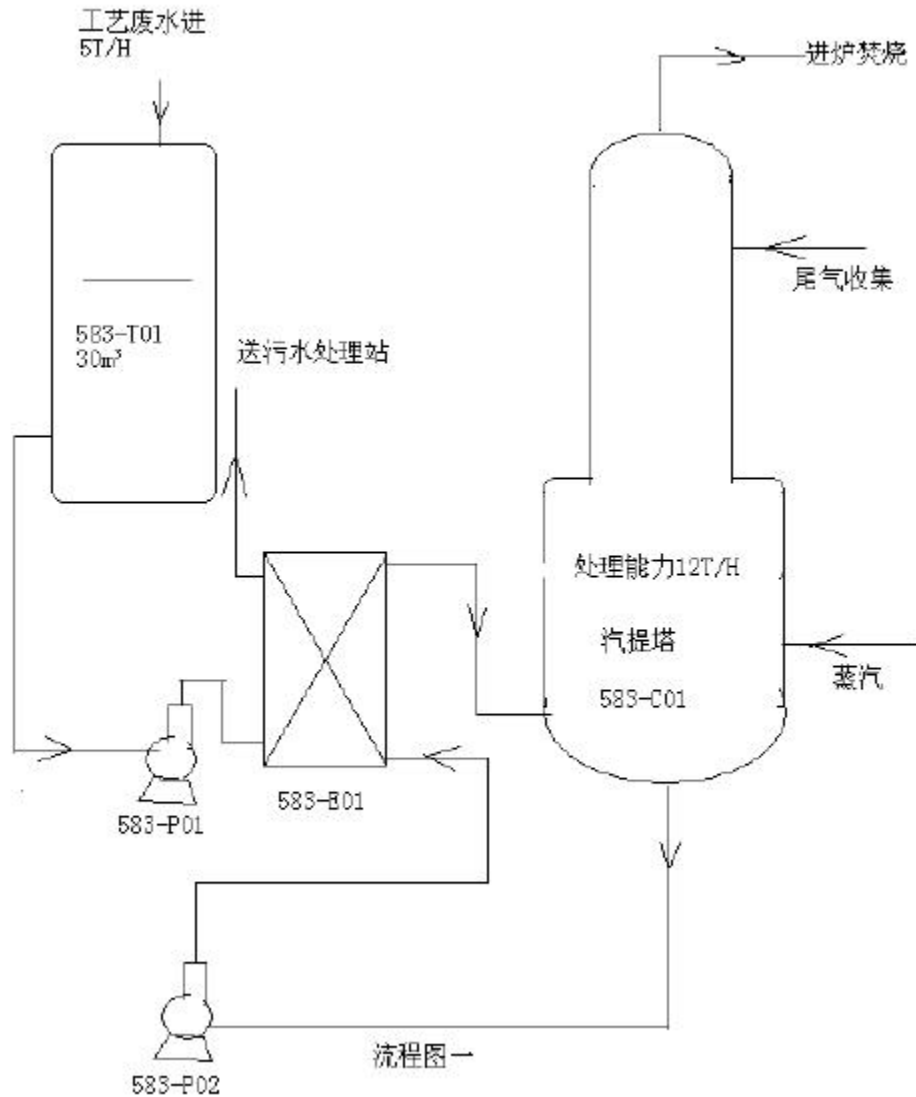 工艺废水进
5T/H
进炉焚烧
尾气收集
583-T01
30m³
送污水处理站
处理能力12T/H
汽提塔
583-C01
蒸汽
583-P01
583-E01
流程图一
583-P02